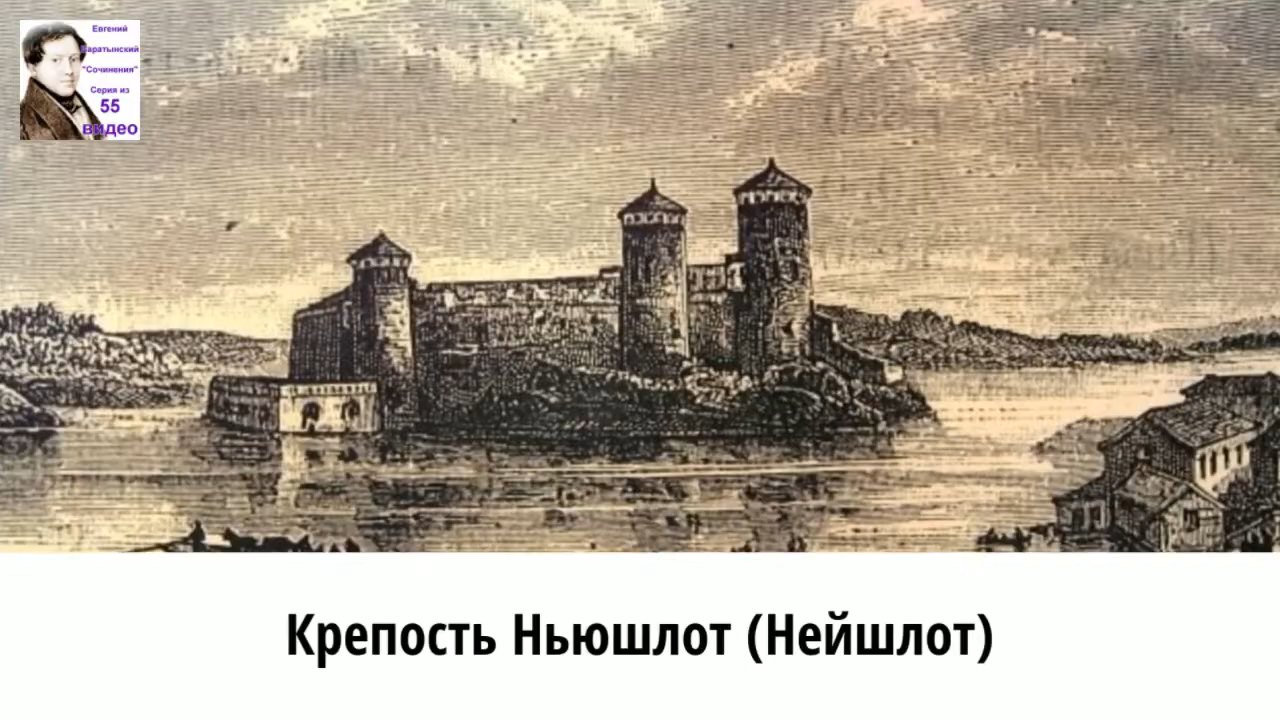 Евгений
Баратынский
"Сочинения"
Серия из
55
видео
Крепость Ньюшлот (Нейшлот)